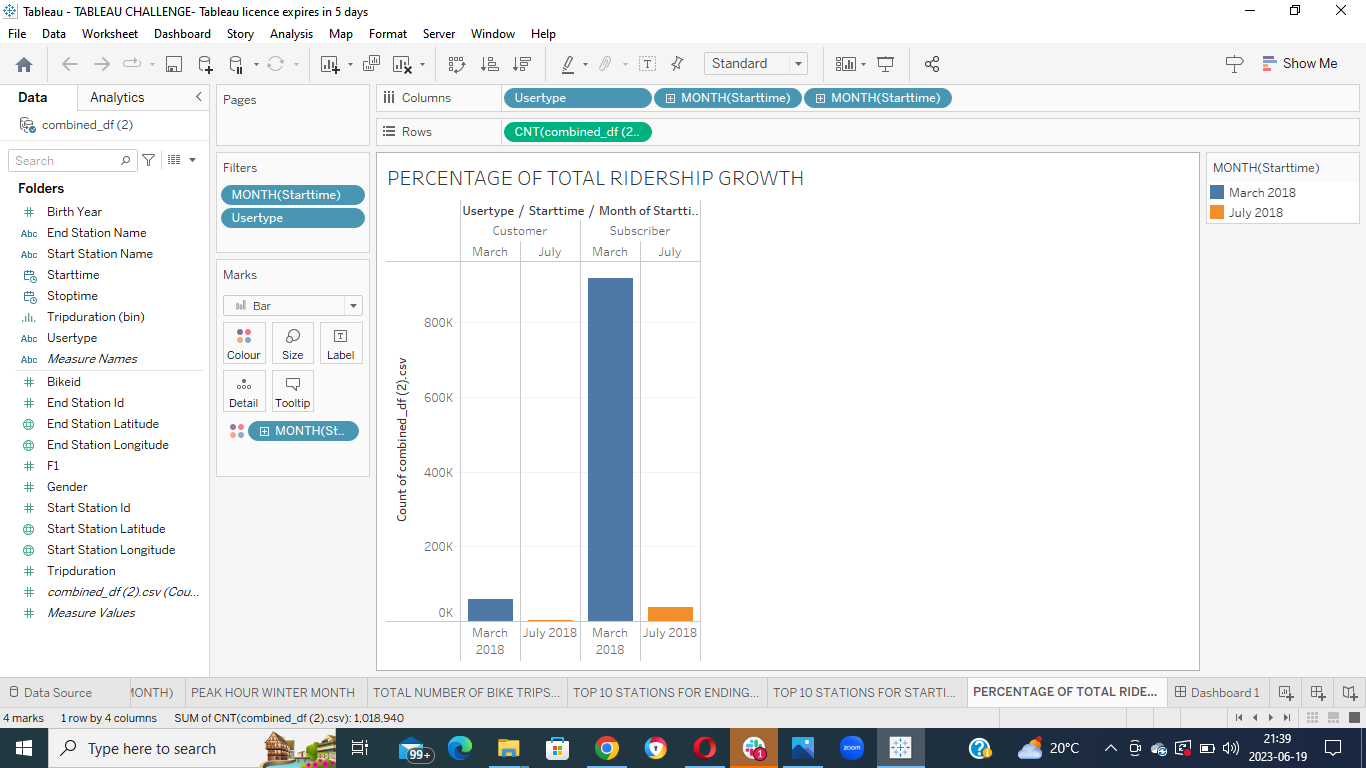 Tableau - TABLEAU CHALLENGE- Tableau licence expires in 5 days
File Data Worksheet Dashboard Story Analysis Map Format Server Window Help
Standard
Show Me
Data Analytics
combined_df (2)
Search
Folders
Birth Year
Abc End Station Name
Abc Start Station Name
Starttime
Stoptime
Tripduration (bin)
Abc Usertype
Abc Measure Names
Bikeid
End Station Id
End Station Latitude
End Station Longitude
F1
Gender
Start Station Id
Start Station Latitude
Start Station Longitude
Tripduration
combined_df (2).csv (Cou...
Measure Values
Pages
Filters
MONTH(Starttime)
Usertype
Marks
Bar
Colour Size Label
Detail Tooltip
MONTH(St..
Columns Usertype MONTH(Starttime) MONTH(Starttime)
Rows CNT(combined_df (2..
PERCENTAGE OF TOTAL RIDERSHIP GROWTH
Usertype / Starttime / Month of Startti..
Customer Subscriber
March July March July
800K
600K
400K
200K
0K
Count of combined_df (2).csv
March 2018 July 2018 March 2018 July 2018
MONTH(Starttime)
March 2018
July 2018
Data Source MONTH) PEAK HOUR WINTER MONTH TOTAL NUMBER OF BIKE TRIPS... TOP 10 STATIONS FOR ENDING... TOP 10 STATIONS FOR STARTI... PERCENTAGE OF TOTAL RIDE... Dashboard 1
4 marks 1 row by 4 columns SUM of CNT(combined_df (2).csv): 1,018,940
Type here to search
99+
1
zoom
20°C
21:39
2023-06-19